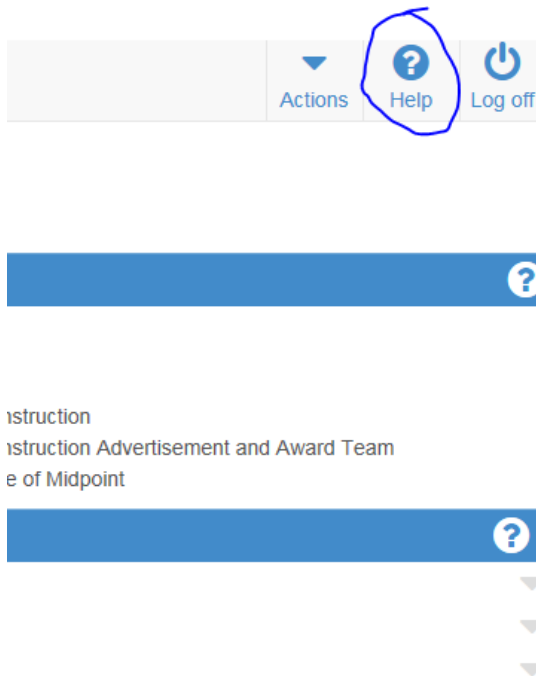 Actions Help Log off
nstruction
nstruction Advertisement and Award Team
e of Midpoint